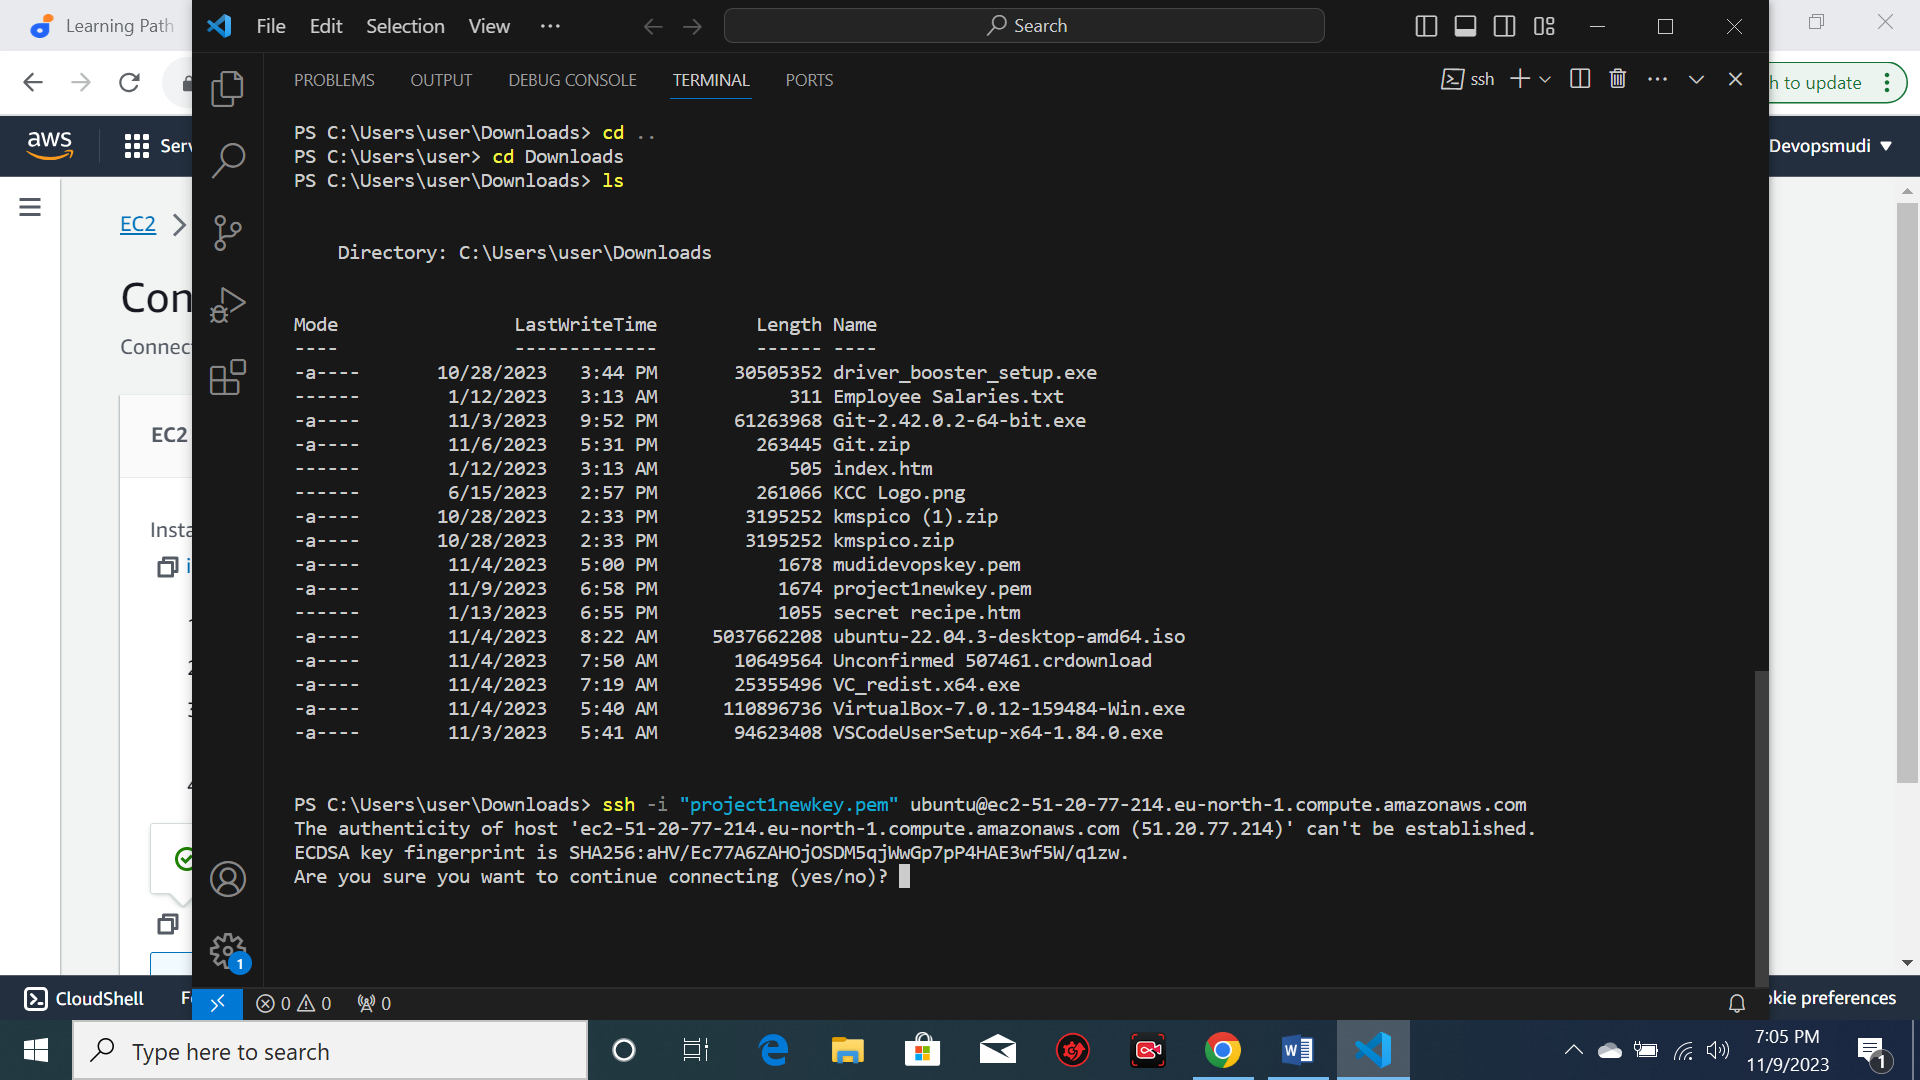 Learning Path
File Edit Selection View ··· Search
to update
aws
Devopsmudi
PROBLEMS OUTPUT DEBUG CONSOLE TERMINAL PORTS
ssh
PS C:\Users\user\Downloads> cd ..
PS C:\Users\user> cd Downloads
PS C:\Users\user\Downloads> ls
EC2
Directory: C:\Users\user\Downloads
Mode LastWriteTime Length Name
---- ------------- ------ ----
-a---- 10/28/2023 3:44 PM 30505352 driver_booster_setup.exe
------ 1/12/2023 3:13 AM 311 Employee Salaries.txt
-a---- 11/3/2023 9:52 PM 61263968 Git-2.42.0.2-64-bit.exe
-a---- 11/6/2023 5:31 PM 263445 Git.zip
------ 1/12/2023 3:13 AM 505 index.htm
------ 6/15/2023 2:57 PM 261066 KCC Logo.png
-a---- 10/28/2023 2:33 PM 3195252 kmspico (1).zip
-a---- 10/28/2023 2:33 PM 3195252 kmspico.zip
-a---- 11/4/2023 5:00 PM 1678 mudidevopskey.pem
-a---- 11/9/2023 6:58 PM 1674 project1newkey.pem
------ 1/13/2023 6:55 PM 1055 secret recipe.htm
-a---- 11/4/2023 8:22 AM 5037662208 ubuntu-22.04.3-desktop-amd64.iso
-a---- 11/4/2023 7:50 AM 10649564 Unconfirmed 507461.crdownload
-a---- 11/4/2023 7:19 AM 25355496 VC_redist.x64.exe
-a---- 11/4/2023 5:40 AM 110896736 VirtualBox-7.0.12-159484-Win.exe
-a---- 11/3/2023 5:41 AM 94623408 VSCodeUserSetup-x64-1.84.0.exe
EC2
PS C:\Users\user\Downloads> ssh -i "project1newkey.pem" ubuntu@ec2-51-20-77-214.eu-north-1.compute.amazonaws.com
The authenticity of host 'ec2-51-20-77-214.eu-north-1.compute.amazonaws.com (51.20.77.214)' can't be established.
ECDSA key fingerprint is SHA256:aHV/Ec77A6ZAHOjOSDM5qjWwGp7pP4HAE3wf5W/q1zw.
Are you sure you want to continue connecting (yes/no)?
1
CloudShell
0 0 0
preferences
Type here to search
7:05 PM
11/9/2023
1